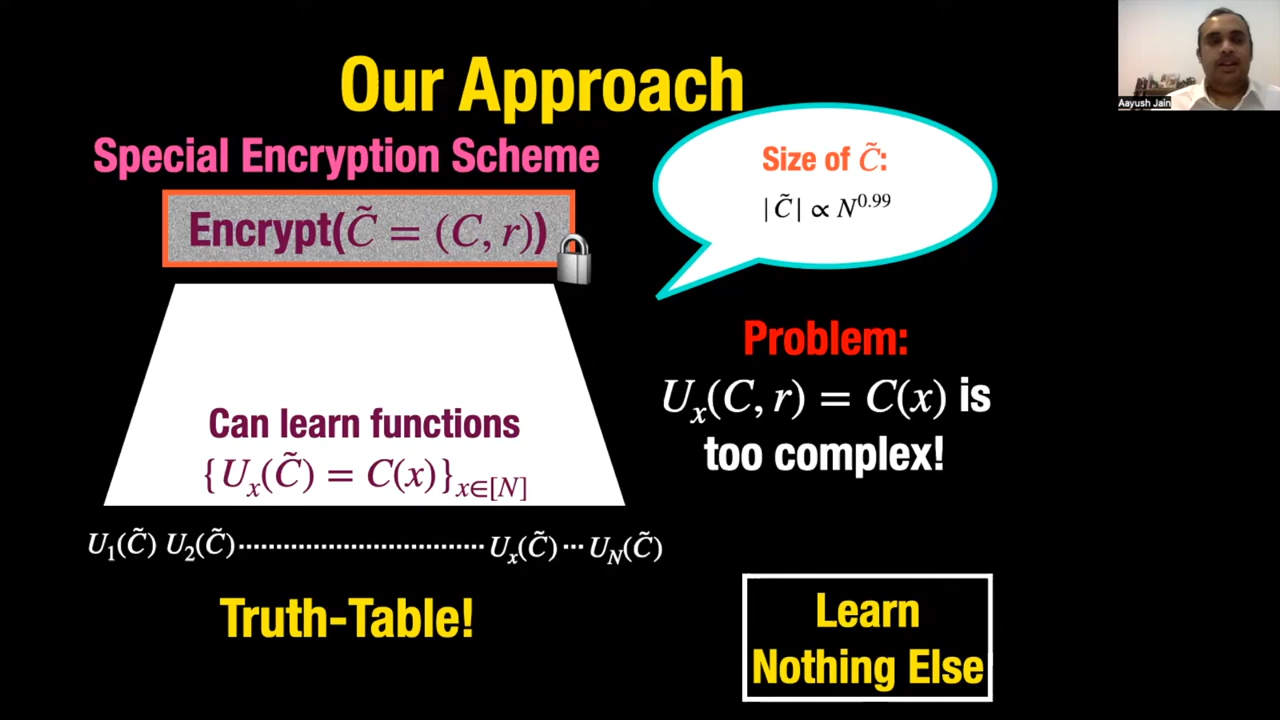 Our Approach
Aayush Jain
Special Encryption Scheme
Encrypt(C̃ = (C, r))
Size of C̃:
|C̃| ∝ N^0.99
Problem:
U_x(C, r) = C(x) is
too complex!
Can learn functions
{U_x(C̃) = C(x)}_{x∈[N]}
U_1(C̃) U_2(C̃)⋯⋯⋯⋯⋯⋯⋯⋯⋯⋯U_x(C̃) ⋯ U_N(C̃)
Truth-Table!
Learn
Nothing Else